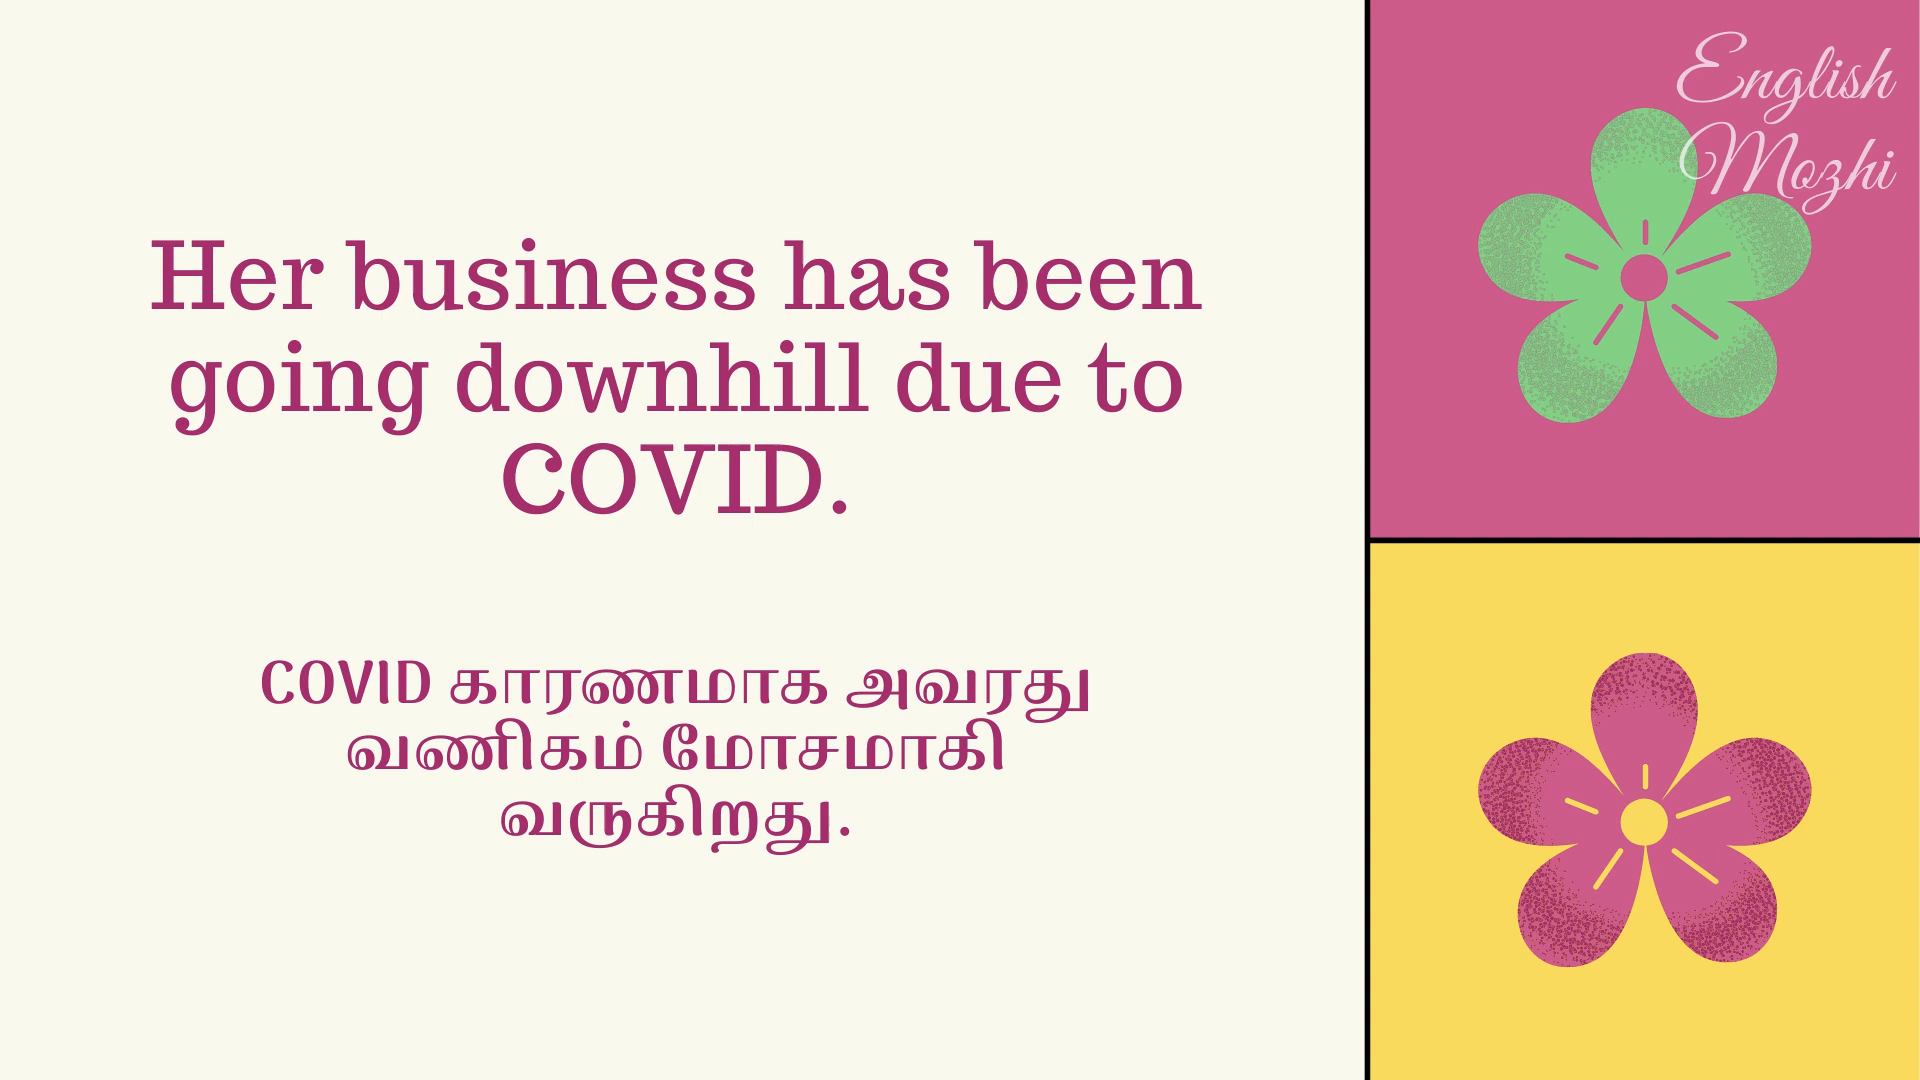 Her business has been
going downhill due to
COVID.
COVID காரணமாக அவரது
வணிகம் மோசமாகி
வருகிறது.
English
Mozhi